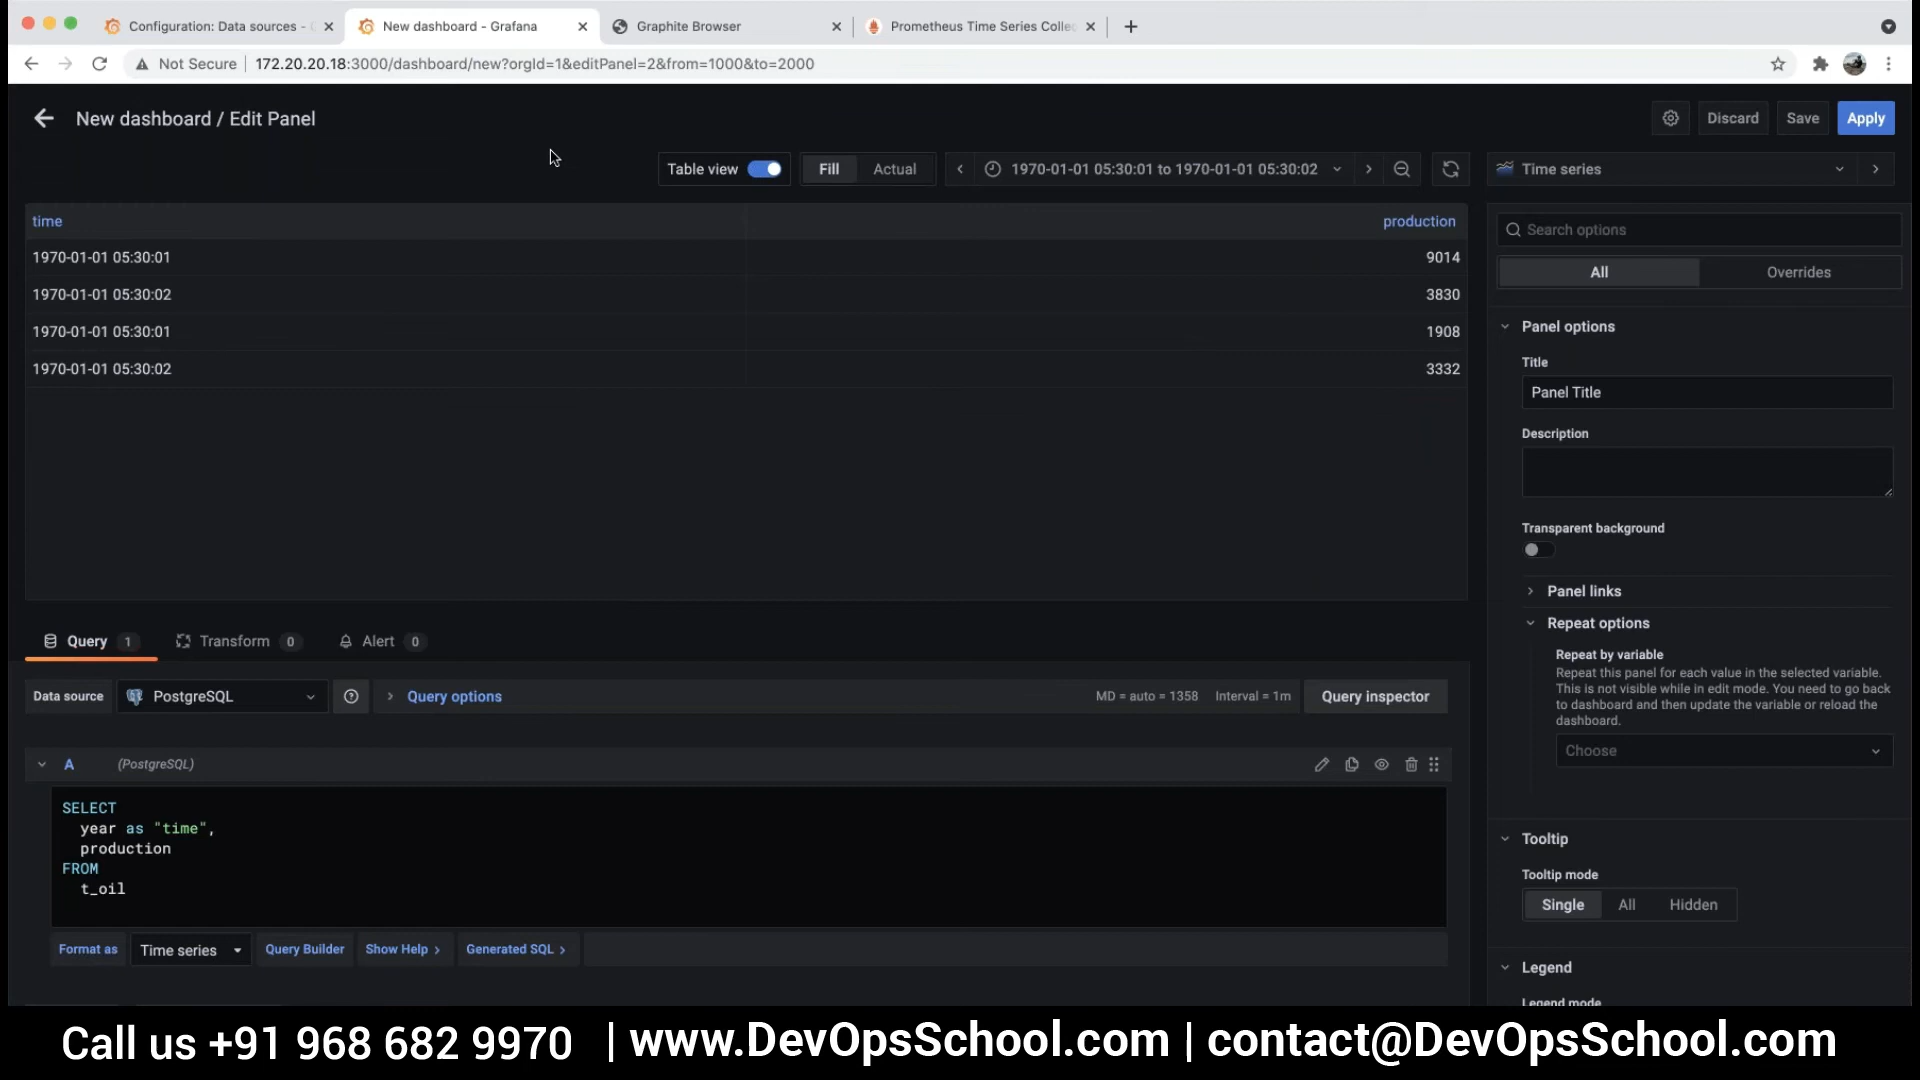 Configuration: Data sources -
New dashboard - Grafana
Graphite Browser
Prometheus Time Series Colle
Not Secure
172.20.20.18:3000/dashboard/new?orgId=1&editPanel=2&from=1000&to=2000
New dashboard / Edit Panel
Discard
Save
Apply
Table view
Fill
Actual
1970-01-01 05:30:01 to 1970-01-01 05:30:02
Time series
time
production
1970-01-01 05:30:01
9014
1970-01-01 05:30:02
3830
1970-01-01 05:30:01
1908
1970-01-01 05:30:02
3332
Search options
All
Overrides
Panel options
Title
Panel Title
Description
Transparent background
Panel links
Repeat options
Repeat by variable
Repeat this panel for each value in the selected variable.
This is not visible while in edit mode. You need to go back
to dashboard and then update the variable or reload the
dashboard.
Choose
Tooltip
Tooltip mode
Single
All
Hidden
Legend
Legend mode
Query 1
Transform 0
Alert 0
Data source
PostgreSQL
Query options
MD = auto = 1358
Interval = 1m
Query inspector
A
(PostgreSQL)
SELECT
year as "time",
production
FROM
t_oil
Format as
Time series
Query Builder
Show Help >
Generated SQL >
Call us +91 968 682 9970 | www.DevOpsSchool.com | contact@DevOpsSchool.com